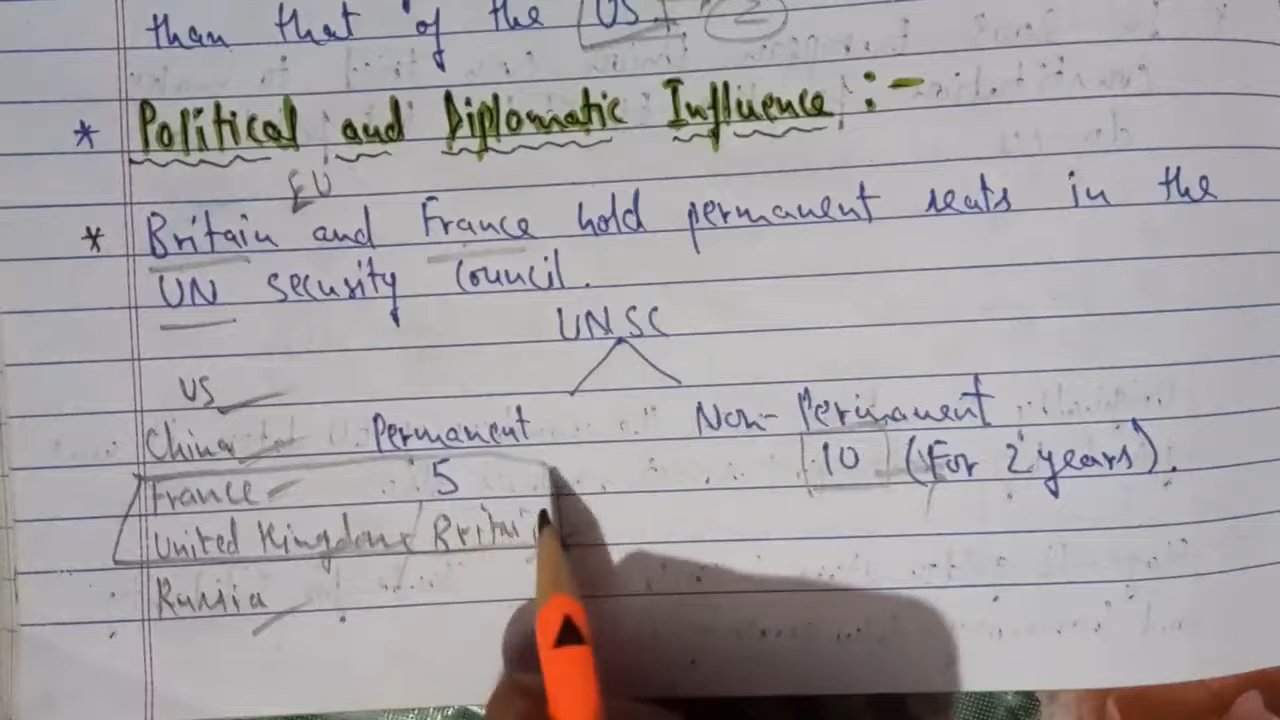 than that of the US. 2
* Political and Diplomatic Influence :-
EU
* Britain and France hold permanent seats in the
UN security Council.
UNSC
US
China Permanent Non-Permanent
France 5 10 (For 2 years).
United Kingdom / Britain
Russia